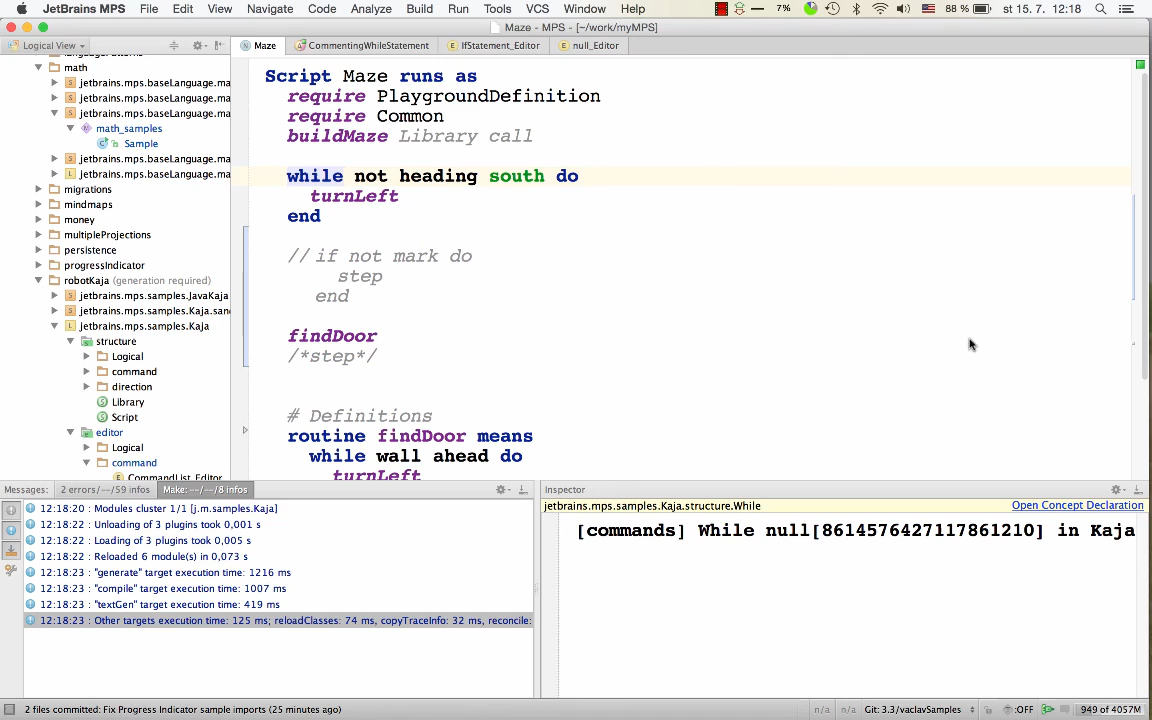 JetBrains MPS File Edit View Navigate Code Analyze Build Run Tools VCS Window Help 7% 88 % st 15. 7. 12:18
Maze - MPS - [~/work/myMPS]
Logical View Maze CommentingWhileStatement IfStatement_Editor null_Editor
math
jetbrains.mps.baseLanguage.ma
jetbrains.mps.baseLanguage.ma
jetbrains.mps.baseLanguage.ma
math_samples
Sample
jetbrains.mps.baseLanguage.ma
jetbrains.mps.baseLanguage.ma
migrations
mindmaps
money
multipleProjections
persistence
progressIndicator
robotKaja (generation required)
jetbrains.mps.samples.JavaKaja
jetbrains.mps.samples.Kaja.san
jetbrains.mps.samples.Kaja
structure
Logical
command
direction
Library
Script
editor
Logical
command
CommandList_Editor
Script Maze runs as
require PlaygroundDefinition
require Common
buildMaze Library call
while not heading south do
turnLeft
end
// if not mark do
step
end
findDoor
/*step*/
# Definitions
routine findDoor means
while wall ahead do
turnLeft
Messages: 2 errors/--/59 infos Make: --/--/8 infos
12:18:20 : Modules cluster 1/1 [j.m.samples.Kaja]
12:18:22 : Unloading of 3 plugins took 0,001 s
12:18:22 : Loading of 3 plugins took 0,005 s
12:18:22 : Reloaded 6 module(s) in 0,073 s
12:18:23 : "generate" target execution time: 1216 ms
12:18:23 : "compile" target execution time: 1007 ms
12:18:23 : "textGen" target execution time: 419 ms
12:18:23 : Other targets execution time: 125 ms; reloadClasses: 74 ms, copyTraceInfo: 32 ms, reconcile:
Inspector
jetbrains.mps.samples.Kaja.structure.While Open Concept Declaration
[commands] While null[8614576427117861210] in Kaja
2 files committed: Fix Progress Indicator sample imports (25 minutes ago) n/a n/a Git: 3.3/vaclavSamples :OFF 949 of 4057M